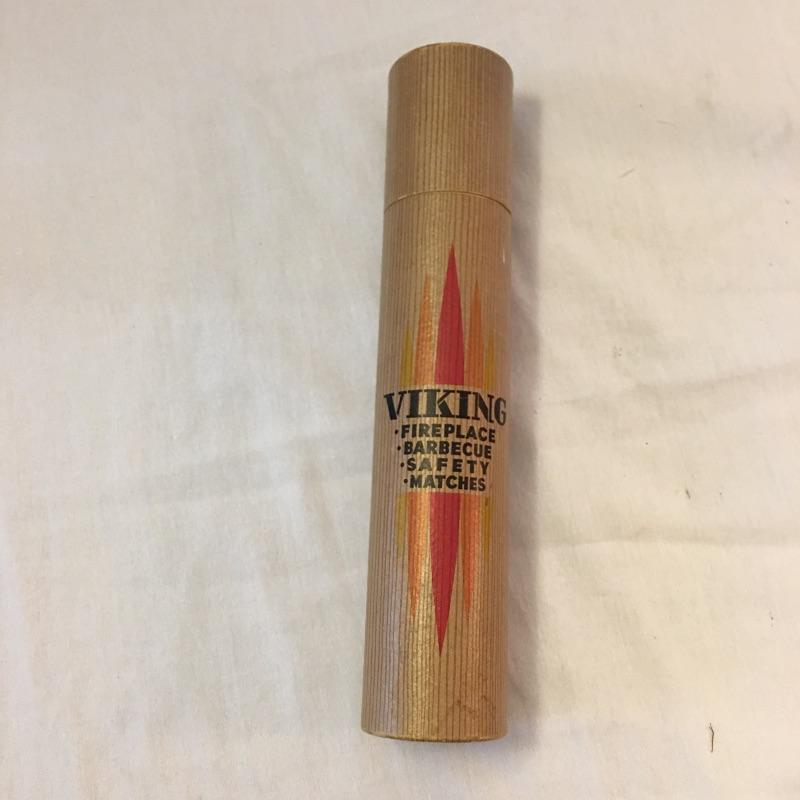 VIKING
•FIREPLACE
•BARBECUE
•SAFETY
•MATCHES